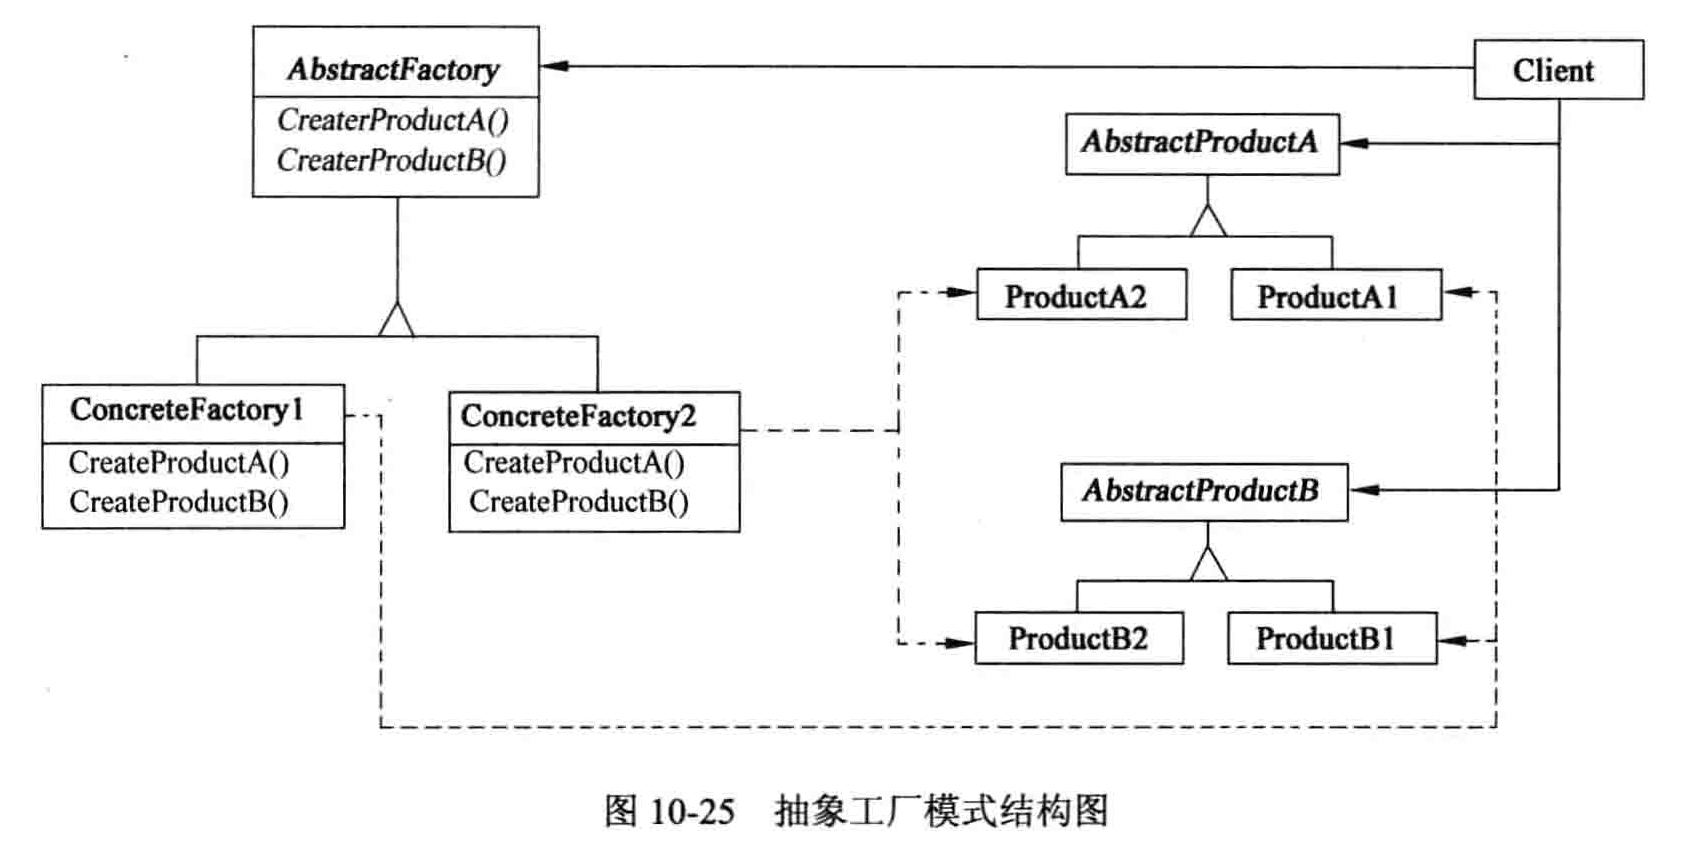 AbstractFactory
CreaterProductA()
CreaterProductB()
Client
AbstractProductA
ProductA2
ProductA1
ConcreteFactory1
CreateProductA()
CreateProductB()
ConcreteFactory2
CreateProductA()
CreateProductB()
AbstractProductB
ProductB2
ProductB1
图 10-25 抽象工厂模式结构图